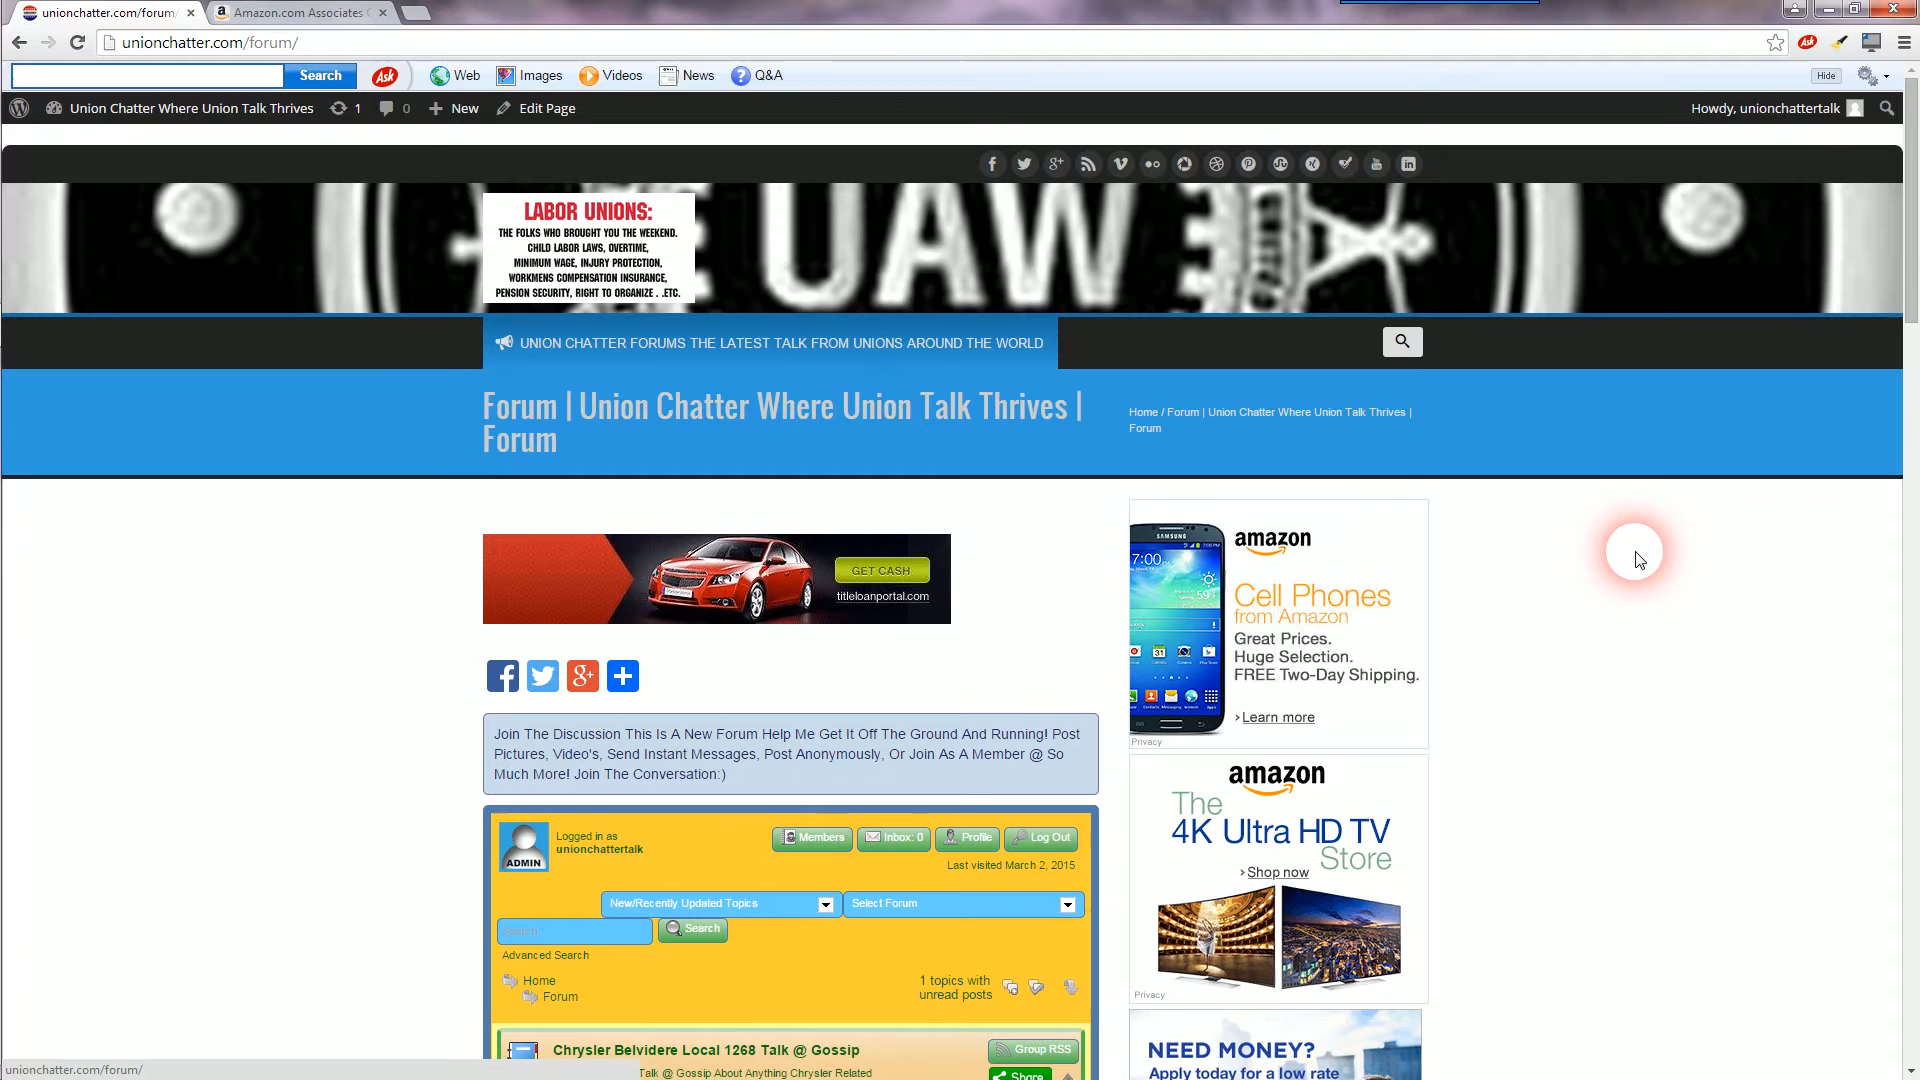 unionchatter.com/forum/
Amazon.com Associates
unionchatter.com/forum/
Search
Ask
Web
Images
Videos
News
Q&A
Hide
Union Chatter Where Union Talk Thrives
1
0
New
Edit Page
Howdy, unionchattertalk
LABOR UNIONS:
THE FOLKS WHO BROUGHT YOU THE WEEKEND.
CHILD LABOR LAWS, OVERTIME,
MINIMUM WAGE, INJURY PROTECTION,
WORKMENS COMPENSATION INSURANCE,
PENSION SECURITY, RIGHT TO ORGANIZE . .ETC.
UAW
UNION CHATTER FORUMS THE LATEST TALK FROM UNIONS AROUND THE WORLD
Forum | Union Chatter Where Union Talk Thrives |
Forum
Home / Forum | Union Chatter Where Union Talk Thrives |
Forum
GET CASH
titleloanportal.com
SAMSUNG
7:00
59°
31
amazon
Cell Phones
from Amazon
Great Prices.
Huge Selection.
FREE Two-Day Shipping.
›Learn more
Privacy
Join The Discussion This Is A New Forum Help Me Get It Off The Ground And Running! Post
Pictures, Video's, Send Instant Messages, Post Anonymously, Or Join As A Member @ So
Much More! Join The Conversation:)
amazon
The
4K Ultra HD TV
Store
›Shop now
Privacy
ADMIN
Logged in as
unionchattertalk
Members
Inbox: 0
Profile
Log Out
Last visited March 2, 2015
New/Recently Updated Topics
Select Forum
Search
Search
Advanced Search
Home
Forum
1 topics with
unread posts
Chrysler Belvidere Local 1268 Talk @ Gossip
Group RSS
Talk @ Gossip About Anything Chrysler Related
Share
NEED MONEY?
Apply today for a low rate
unionchatter.com/forum/